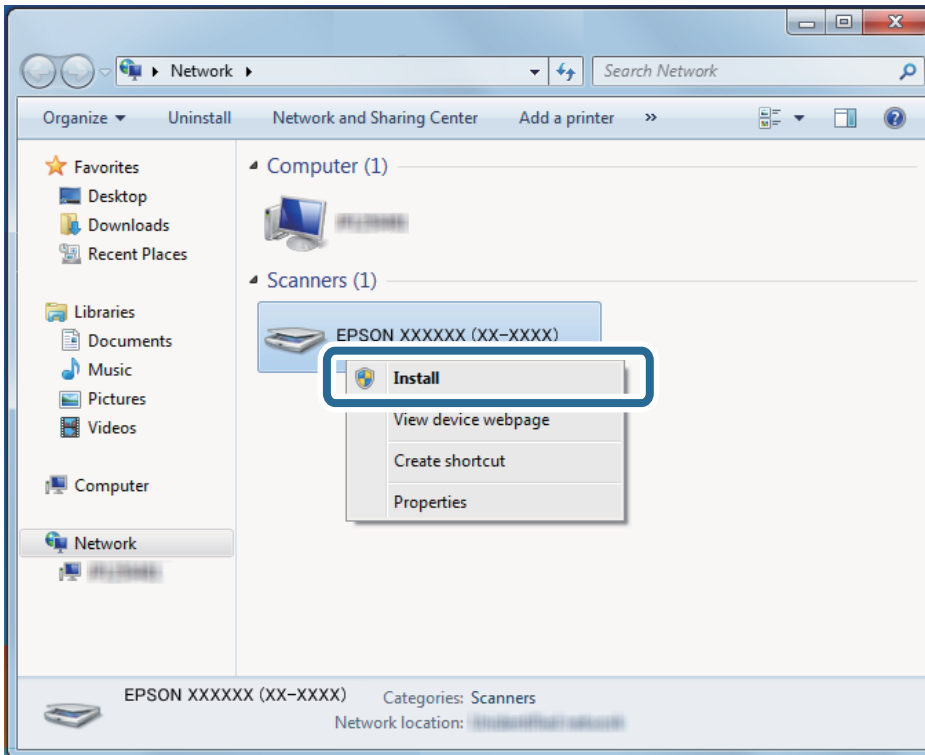 Network
Search Network
Organize Uninstall Network and Sharing Center Add a printer »
Favorites
Desktop
Downloads
Recent Places
Libraries
Documents
Music
Pictures
Videos
Computer
Network
Computer (1)
Scanners (1)
EPSON XXXXXX (XX-XXXX)
Install
View device webpage
Create shortcut
Properties
EPSON XXXXXX (XX-XXXX) Categories: Scanners
Network location: